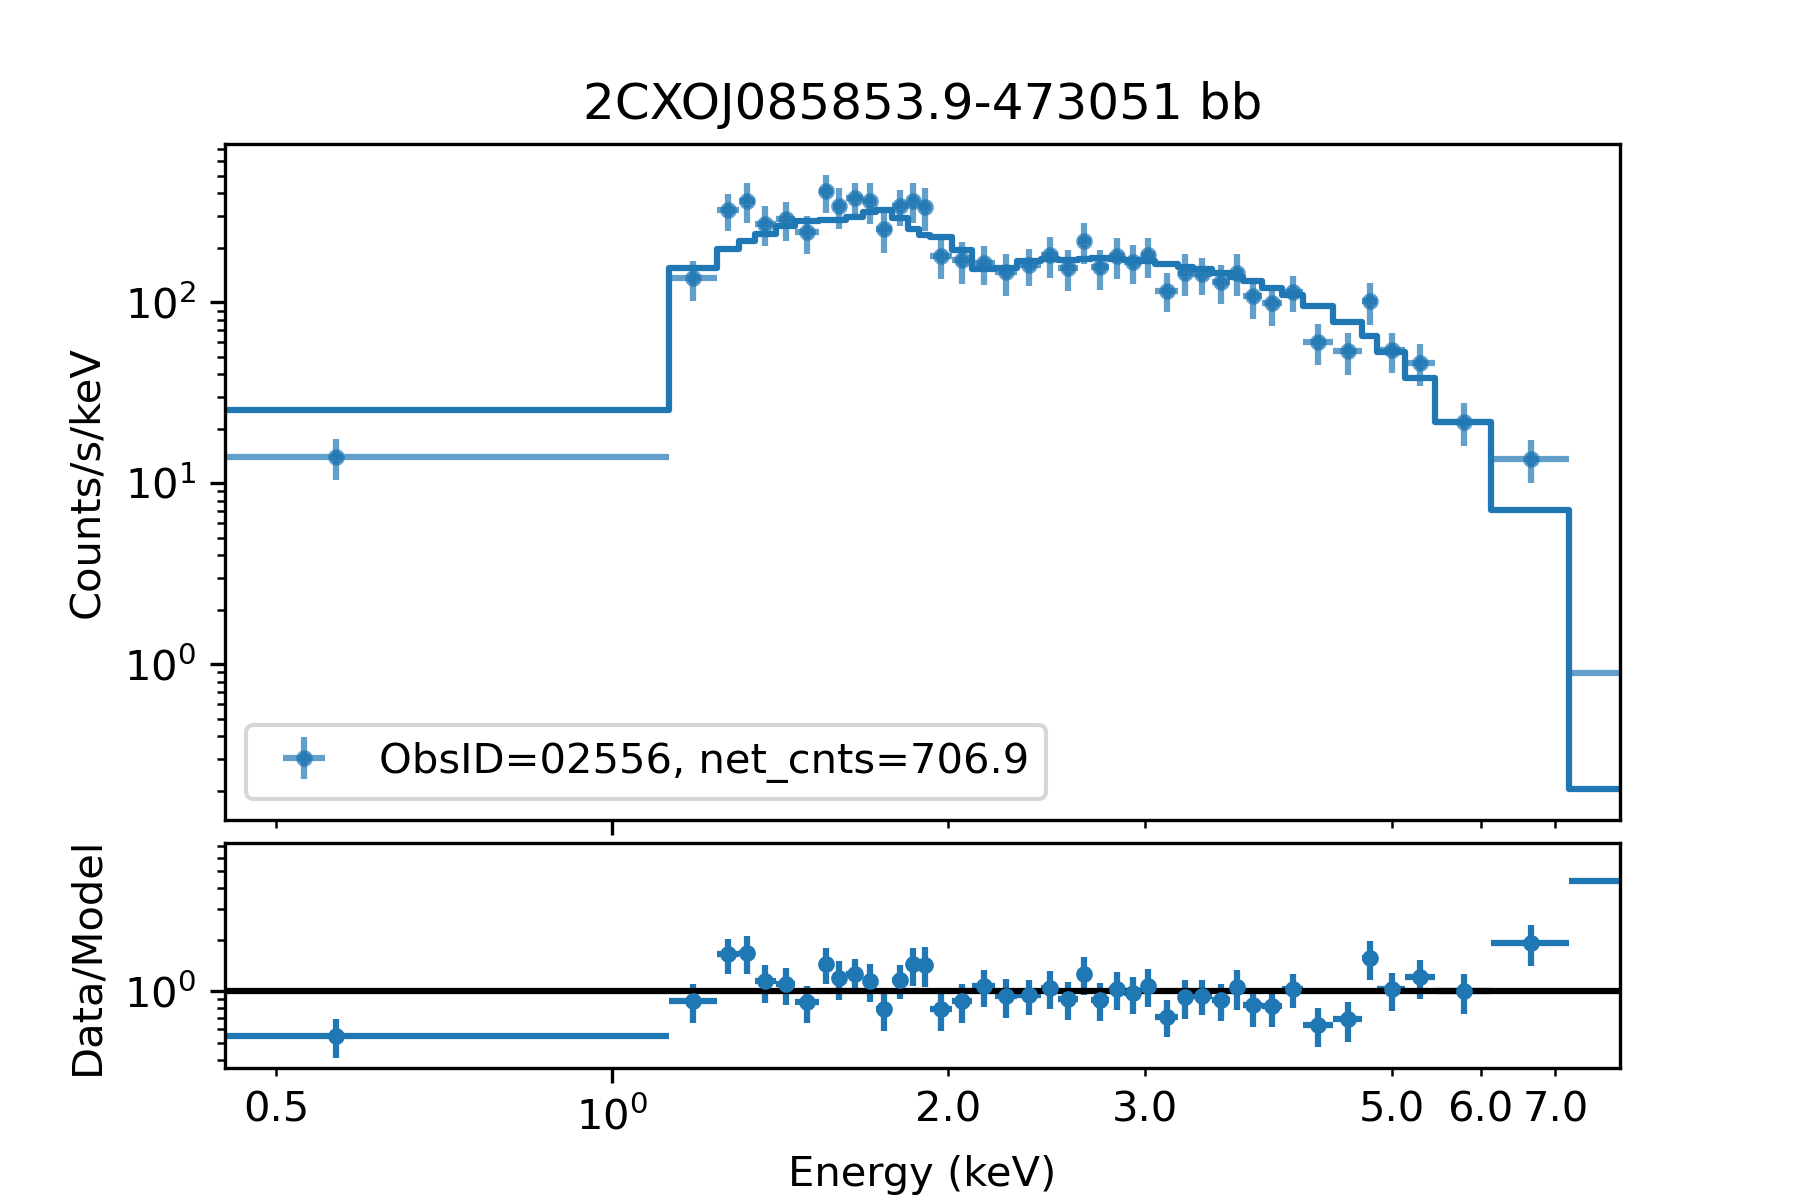 2CXOJ085853.9-473051 bb
Counts/s/keV
10²
10¹
10⁰
ObsID=02556, net_cnts=706.9
Data/Model
10⁰
0.5 10⁰ 2.0 3.0 5.0 6.0 7.0
Energy (keV)